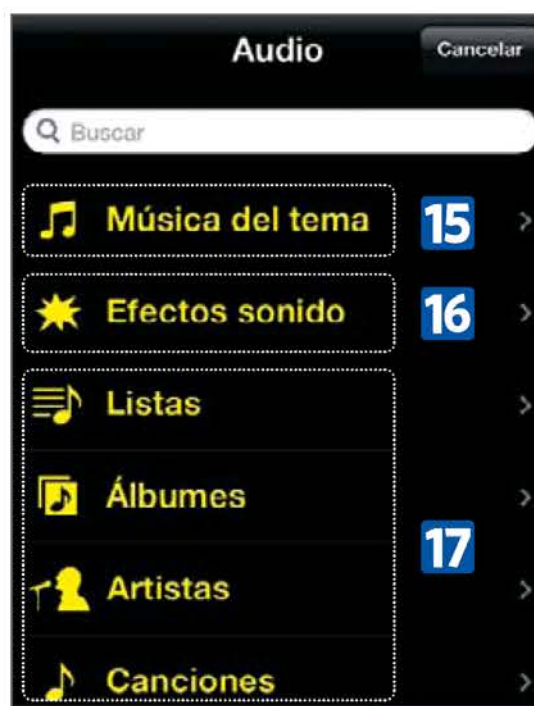 Audio
Cancelar
Buscar
Música del tema
15
Efectos sonido
16
Listas
Álbumes
17
Artistas
Canciones